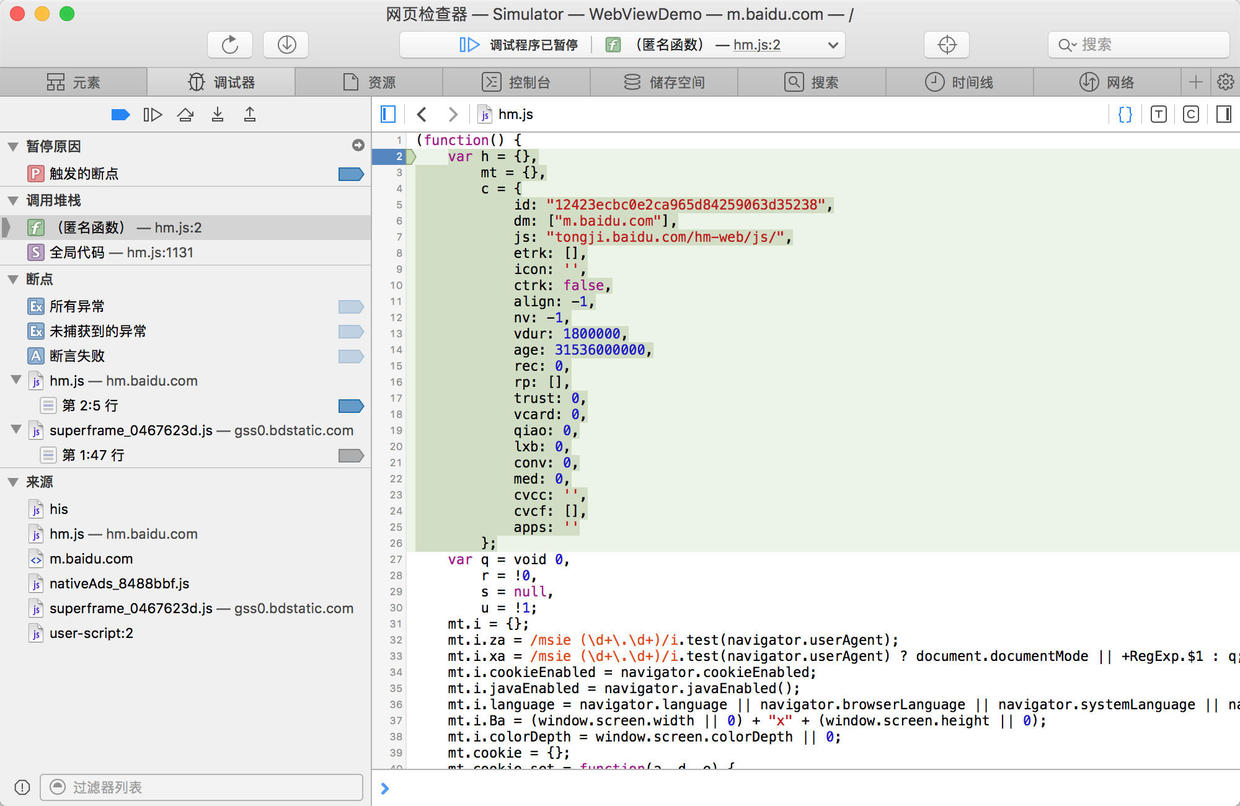 网页检查器 — Simulator — WebViewDemo — m.baidu.com — /
调试程序已暂停 f （匿名函数） — hm.js:2
搜索
元素 调试器 资源 控制台 储存空间 搜索 时间线 网络
hm.js
T C
暂停原因
P 触发的断点
调用堆栈
f （匿名函数） — hm.js:2
S 全局代码 — hm.js:1131
断点
Ex 所有异常
Ex 未捕获到的异常
A 断言失败
js hm.js — hm.baidu.com
第 2:5 行
js superframe_0467623d.js — gss0.bdstatic.com
第 1:47 行
来源
js his
js hm.js — hm.baidu.com
<> m.baidu.com
js nativeAds_8488bbf.js
js superframe_0467623d.js — gss0.bdstatic.com
js user-script:2
过滤器列表
1 (function() {
2 var h = {},
3 mt = {},
4 c = {
5 id: "12423ecbc0e2ca965d84259063d35238",
6 dm: ["m.baidu.com"],
7 js: "tongji.baidu.com/hm-web/js/",
8 etrk: [],
9 icon: '',
10 ctrk: false,
11 align: -1,
12 nv: -1,
13 vdur: 1800000,
14 age: 31536000000,
15 rec: 0,
16 rp: [],
17 trust: 0,
18 vcard: 0,
19 qiao: 0,
20 lxb: 0,
21 conv: 0,
22 med: 0,
23 cvcc: '',
24 cvcf: [],
25 apps: ''
26 };
27 var q = void 0,
28 r = !0,
29 s = null,
30 u = !1;
31 mt.i = {};
32 mt.i.za = /msie (\d+\.\d+)/i.test(navigator.userAgent);
33 mt.i.xa = /msie (\d+\.\d+)/i.test(navigator.userAgent) ? document.documentMode || +RegExp.$1 : q;
34 mt.i.cookieEnabled = navigator.cookieEnabled;
35 mt.i.javaEnabled = navigator.javaEnabled();
36 mt.i.language = navigator.language || navigator.browserLanguage || navigator.systemLanguage || na
37 mt.i.Ba = (window.screen.width || 0) + "x" + (window.screen.height || 0);
38 mt.i.colorDepth = window.screen.colorDepth || 0;
39 mt.cookie = {};
40 mt.cookie.set = function(a, d, e) {